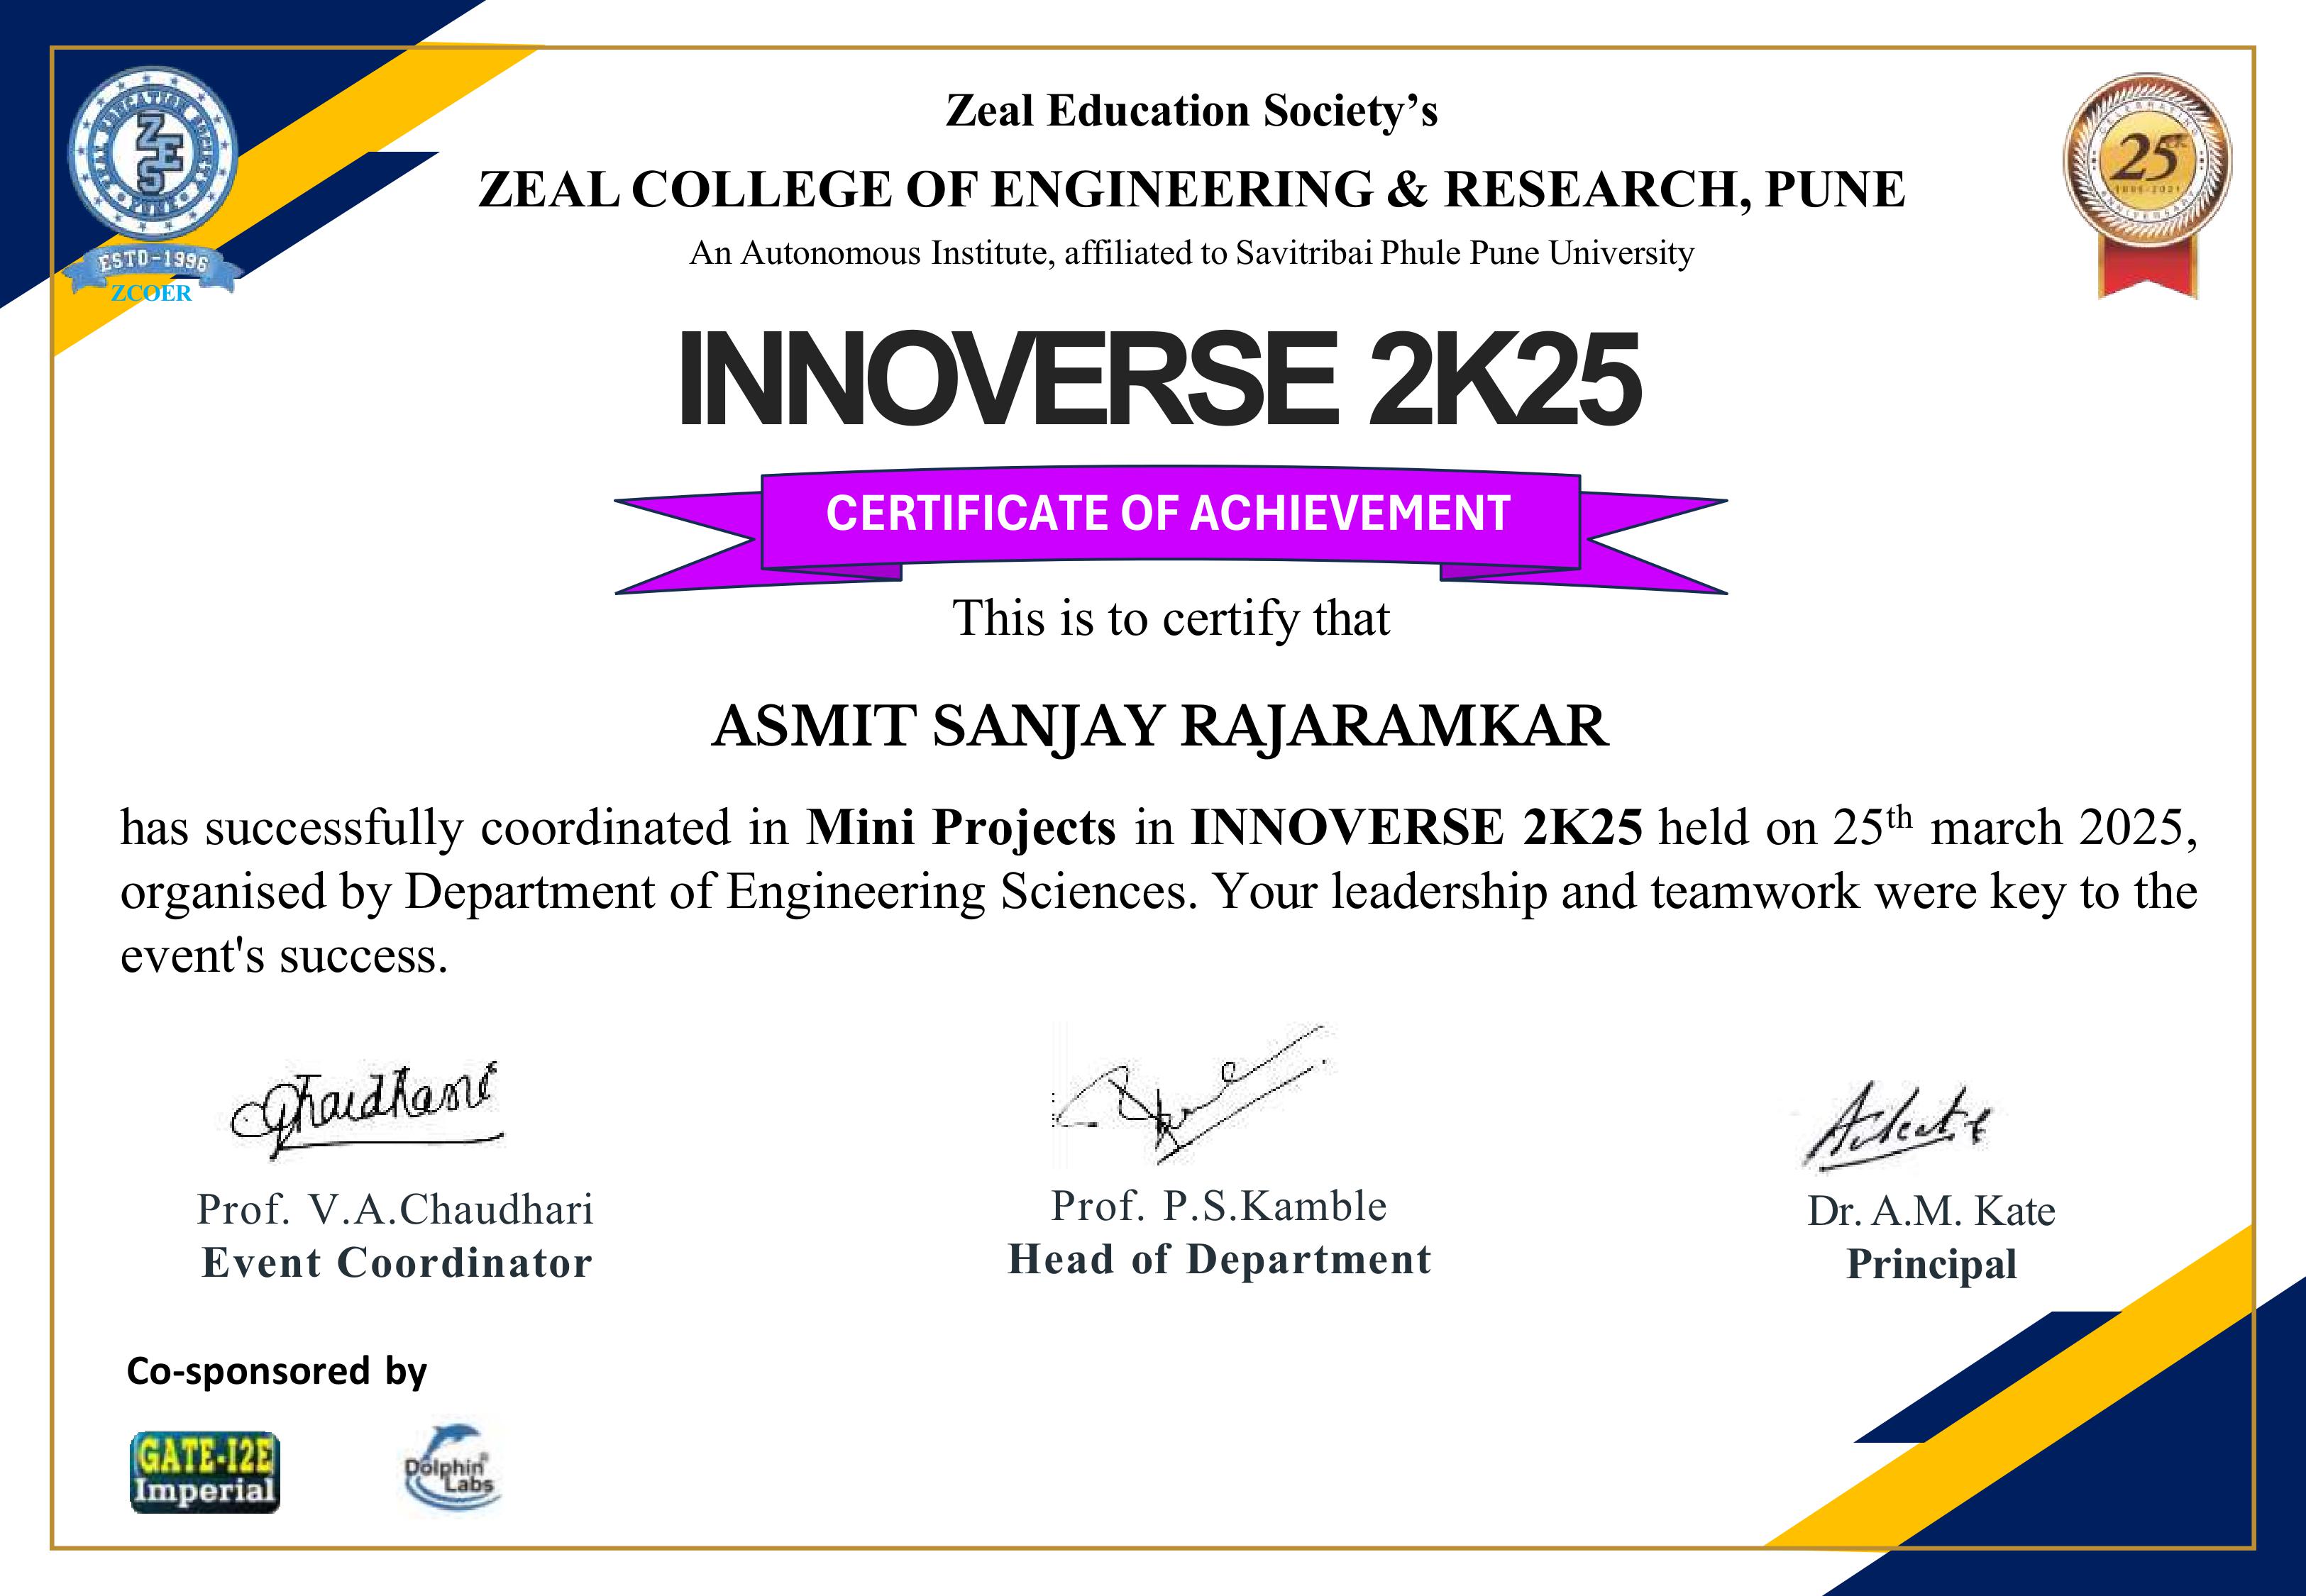 ZEAL EDUCATION SOCIETY
ZES
PUNE
ESTD-1996
ZCOER
Zeal Education Society’s
ZEAL COLLEGE OF ENGINEERING & RESEARCH, PUNE
An Autonomous Institute, affiliated to Savitribai Phule Pune University
CELEBRATING
25
1996-2021
ANNIVERSARY
INNOVERSE 2K25
CERTIFICATE OF ACHIEVEMENT
This is to certify that
ASMIT SANJAY RAJARAMKAR
has successfully coordinated in Mini Projects in INNOVERSE 2K25 held on 25th march 2025,
organised by Department of Engineering Sciences. Your leadership and teamwork were key to the
event's success.
Prof. V.A.Chaudhari
Event Coordinator
Prof. P.S.Kamble
Head of Department
Dr. A.M. Kate
Principal
Co-sponsored by
GATE-I2E
Imperial
Dolphin®
Labs